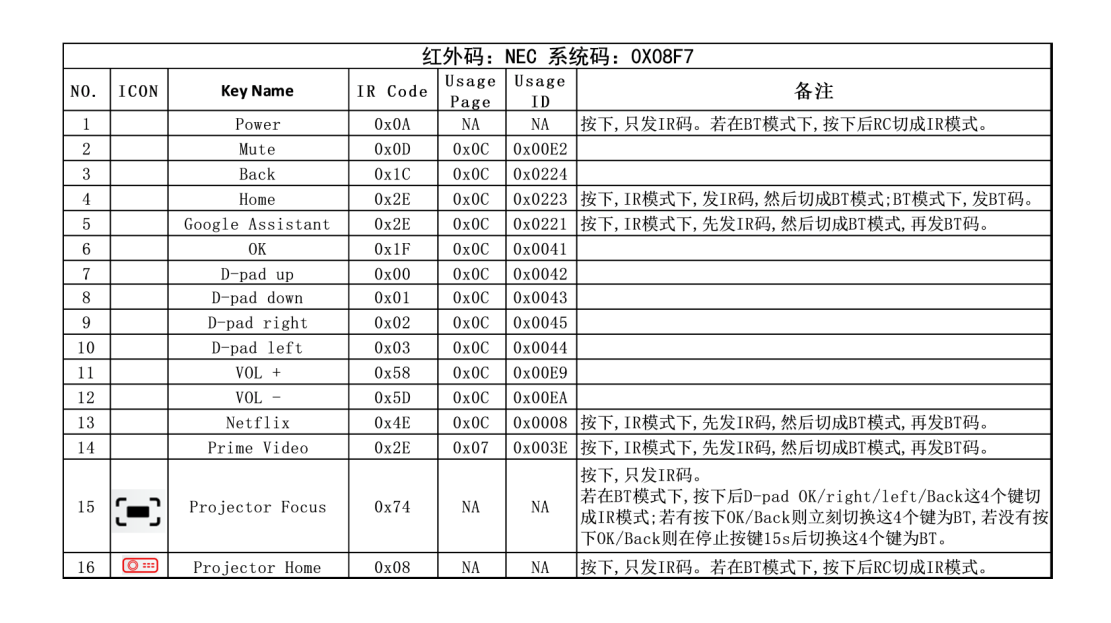 红外码: NEC 系统码: 0X08F7
NO. ICON Key Name IR Code Usage Page Usage ID 备注
1 Power 0x0A NA NA 按下,只发IR码。若在BT模式下,按下后RC切成IR模式。
2 Mute 0x0D 0x0C 0x00E2
3 Back 0x1C 0x0C 0x0224
4 Home 0x2E 0x0C 0x0223 按下,IR模式下,发IR码,然后切成BT模式;BT模式下,发BT码。
5 Google Assistant 0x2E 0x0C 0x0221 按下,IR模式下,先发IR码,然后切成BT模式,再发BT码。
6 OK 0x1F 0x0C 0x0041
7 D-pad up 0x00 0x0C 0x0042
8 D-pad down 0x01 0x0C 0x0043
9 D-pad right 0x02 0x0C 0x0045
10 D-pad left 0x03 0x0C 0x0044
11 VOL + 0x58 0x0C 0x00E9
12 VOL - 0x5D 0x0C 0x00EA
13 Netflix 0x4E 0x0C 0x0008 按下,IR模式下,先发IR码,然后切成BT模式,再发BT码。
14 Prime Video 0x2E 0x07 0x003E 按下,IR模式下,先发IR码,然后切成BT模式,再发BT码。
15 Projector Focus 0x74 NA NA 按下,只发IR码。
若在BT模式下,按下后D-pad OK/right/left/Back这4个键切
成IR模式;若有按下OK/Back则立刻切换这4个键为BT,若没有按
下OK/Back则在停止按键15s后切换这4个键为BT。
16 Projector Home 0x08 NA NA 按下,只发IR码。若在BT模式下,按下后RC切成IR模式。